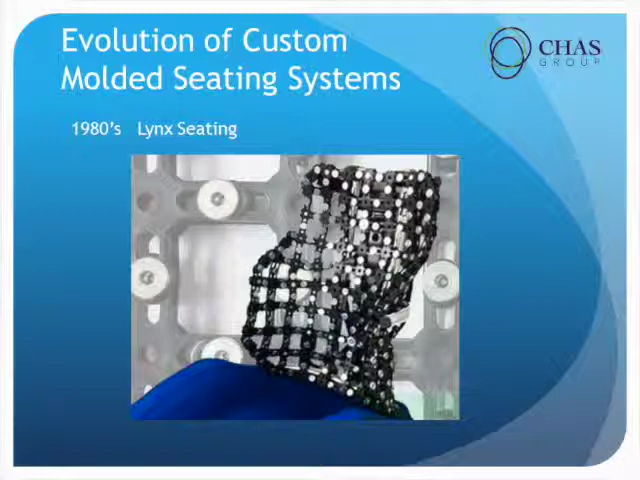 Evolution of Custom
Molded Seating Systems
CHAS
GROUP
1980's Lynx Seating